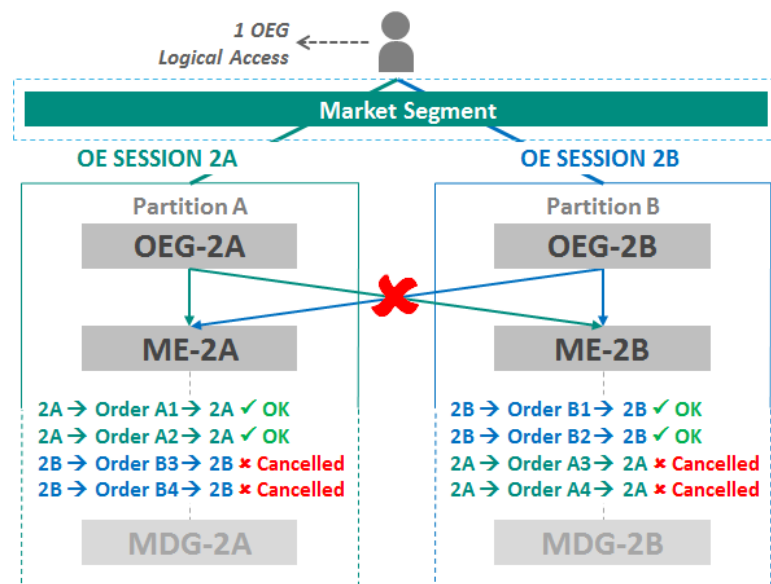 1 OEG
Logical Access
Market Segment
OE SESSION 2A
OE SESSION 2B
Partition A
OEG-2A
ME-2A
2A → Order A1 → 2A ✓ OK
2A → Order A2 → 2A ✓ OK
2B → Order B3 → 2B ✘ Cancelled
2B → Order B4 → 2B ✘ Cancelled
MDG-2A
Partition B
OEG-2B
ME-2B
2B → Order B1 → 2B ✓ OK
2B → Order B2 → 2B ✓ OK
2A → Order A3 → 2A ✘ Cancelled
2A → Order A4 → 2A ✘ Cancelled
MDG-2B